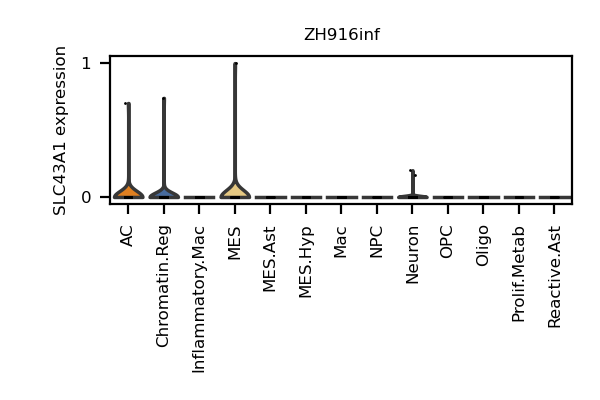 ZH916inf
SLC43A1 expression
1
0
AC
Chromatin.Reg
Inflammatory.Mac
MES
MES.Ast
MES.Hyp
Mac
NPC
Neuron
OPC
Oligo
Prolif.Metab
Reactive.Ast